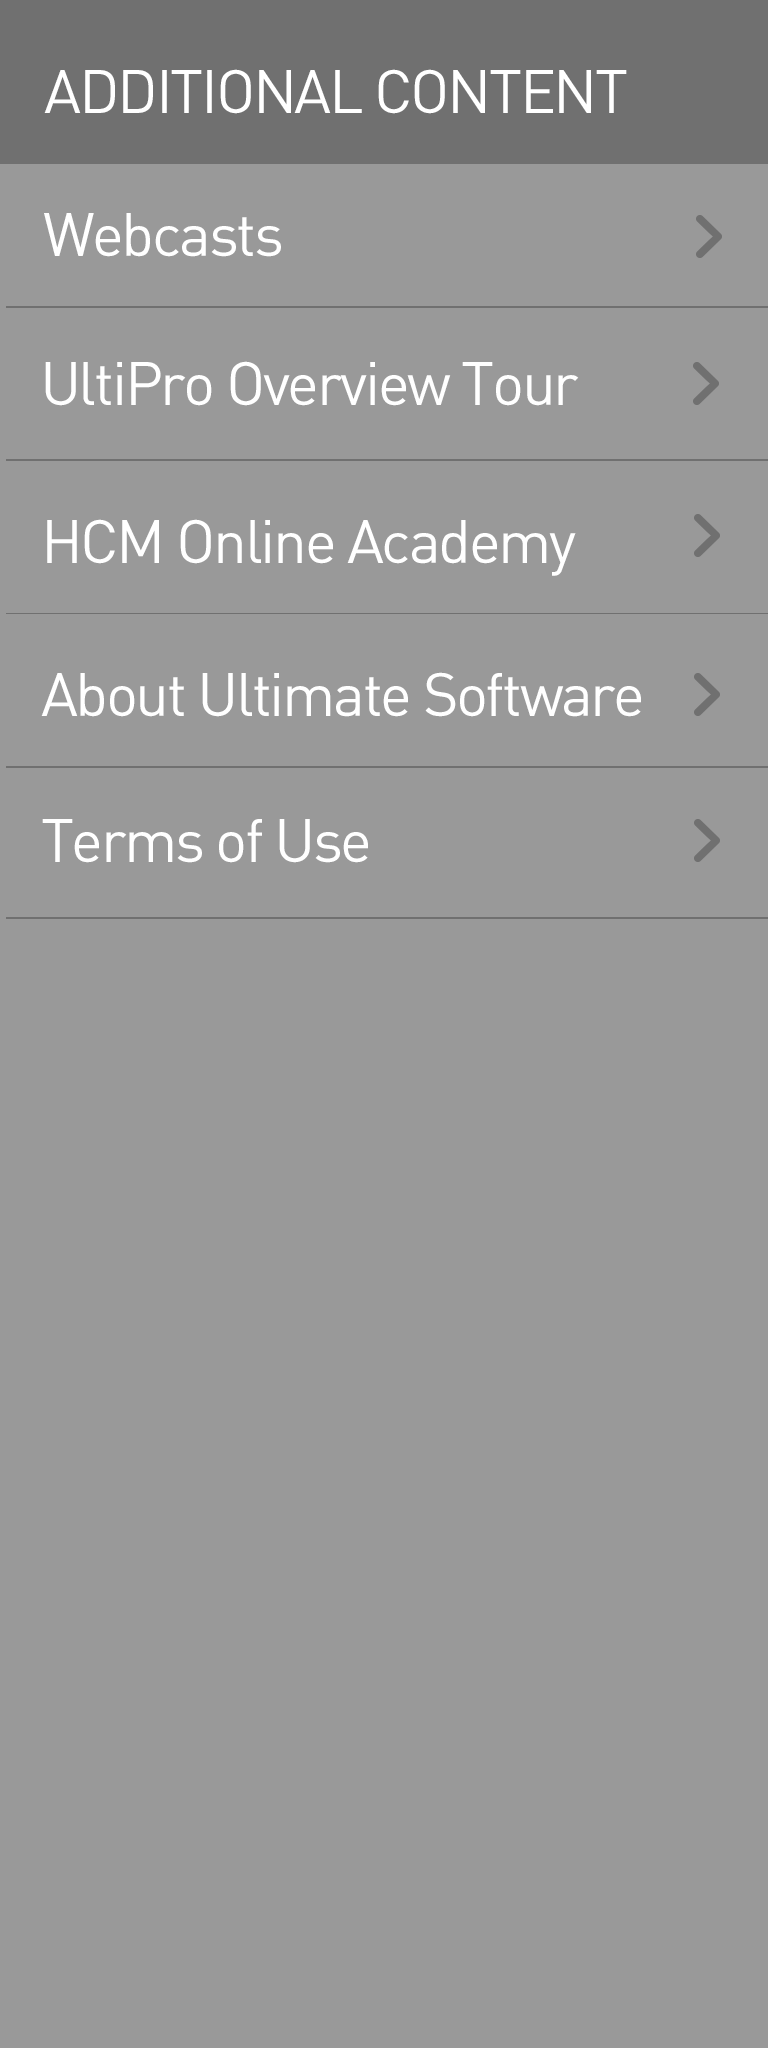 ADDITIONAL CONTENT
Webcasts
UltiPro Overview Tour
HCM Online Academy
About Ultimate Software
Terms of Use